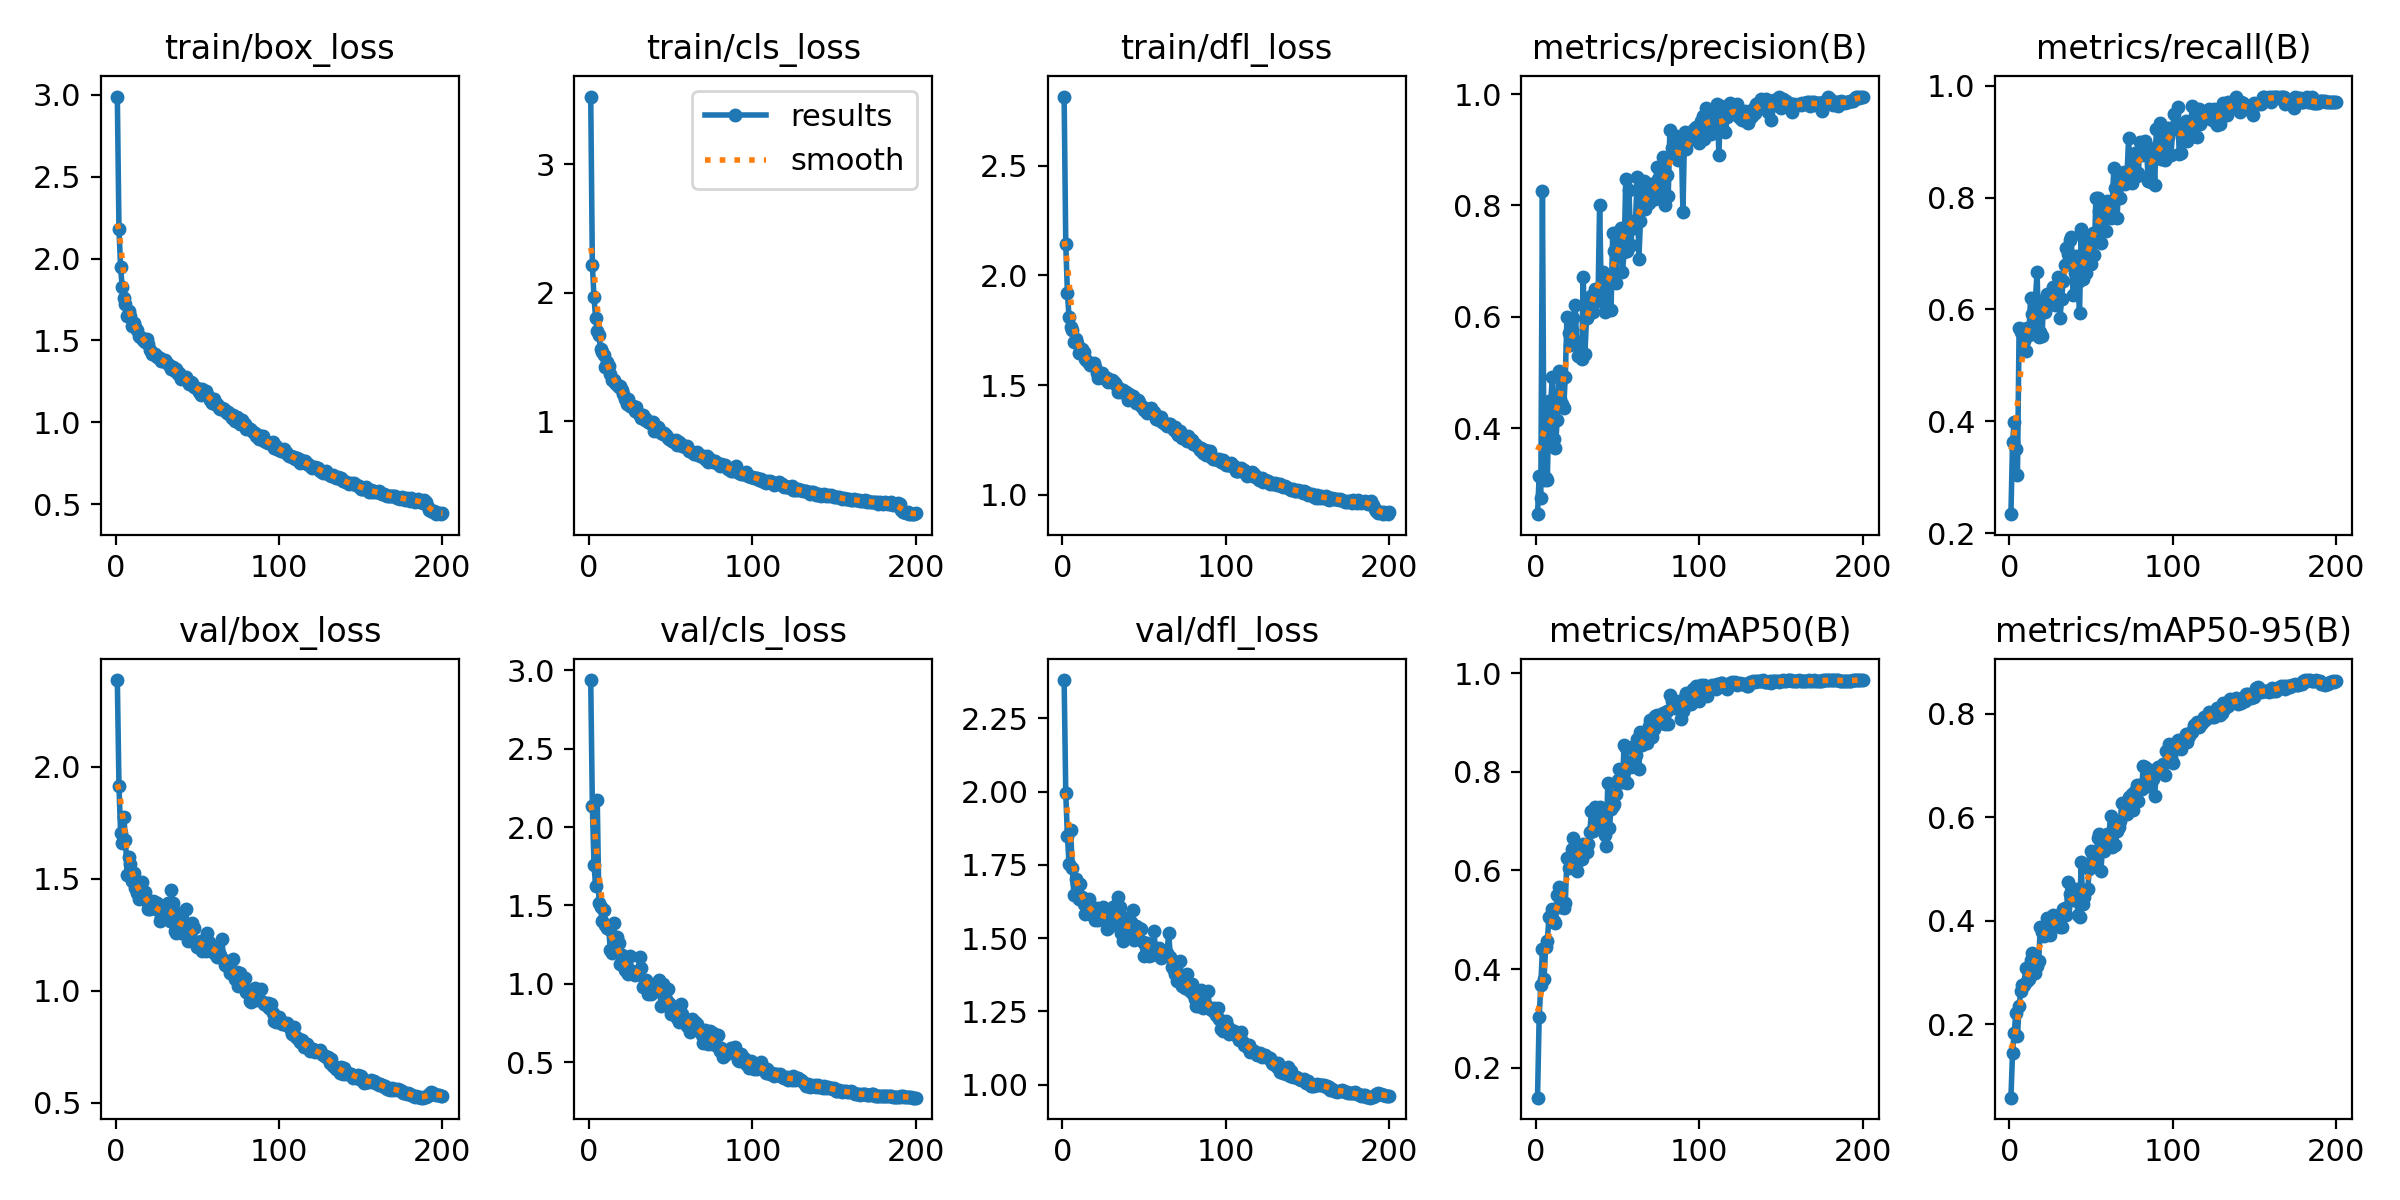 train/box_loss
3.0
2.5
2.0
1.5
1.0
0.5
0 100 200
train/cls_loss
results
smooth
3
2
1
0 100 200
train/dfl_loss
2.5
2.0
1.5
1.0
0 100 200
metrics/precision(B)
1.0
0.8
0.6
0.4
0 100 200
metrics/recall(B)
1.0
0.8
0.6
0.4
0.2
0 100 200
val/box_loss
2.0
1.5
1.0
0.5
0 100 200
val/cls_loss
3.0
2.5
2.0
1.5
1.0
0.5
0 100 200
val/dfl_loss
2.25
2.00
1.75
1.50
1.25
1.00
0 100 200
metrics/mAP50(B)
1.0
0.8
0.6
0.4
0.2
0 100 200
metrics/mAP50-95(B)
0.8
0.6
0.4
0.2
0 100 200